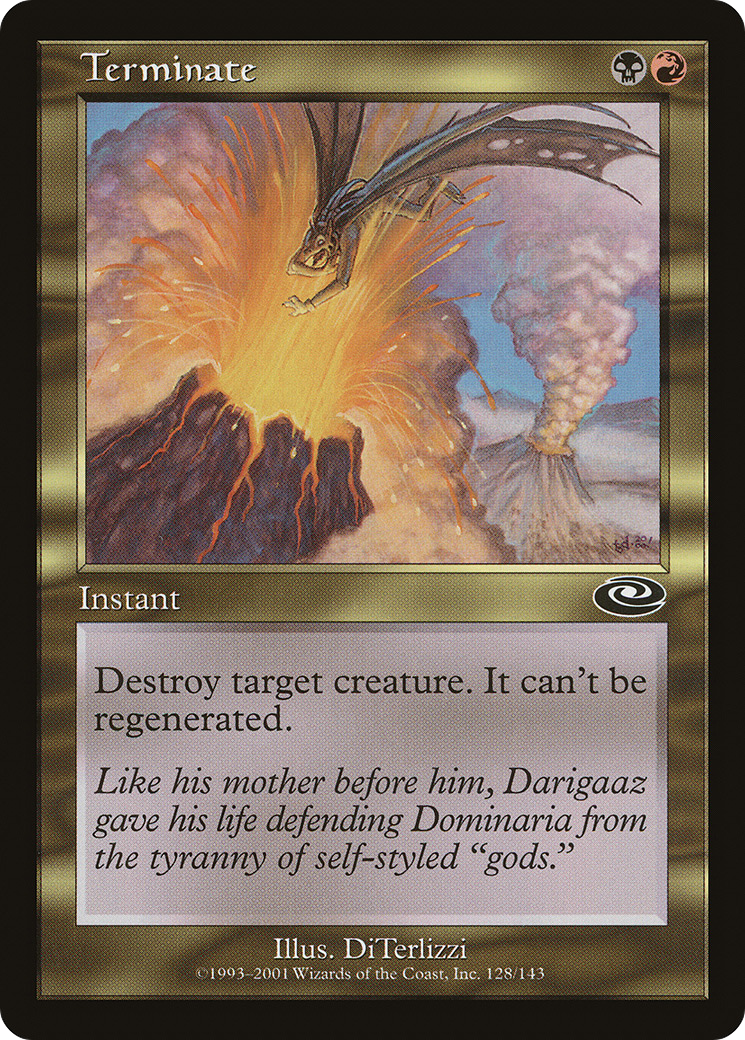 Terminate
Instant
Destroy target creature. It can't be
regenerated.
Like his mother before him, Darigaaz
gave his life defending Dominaria from
the tyranny of self-styled “gods.”
Illus. DiTerlizzi
©1993–2001 Wizards of the Coast, Inc. 128/143